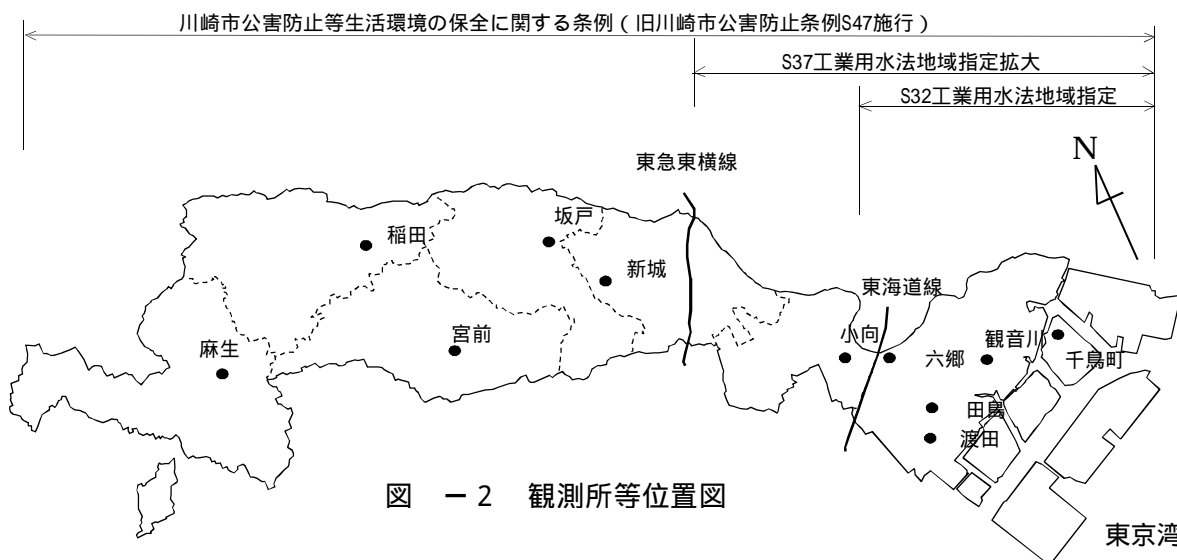 川崎市公害防止等生活環境の保全に関する条例(旧川崎市公害防止条例S47施行)
S37工業用水法地域指定拡大
S32工業用水法地域指定
N
東急東横線
坂戸
稲田
新城
東海道線
小向
観音川
六郷
千鳥町
宮前
麻生
田島
渡田
図 -2 観測所等位置図
東京湾